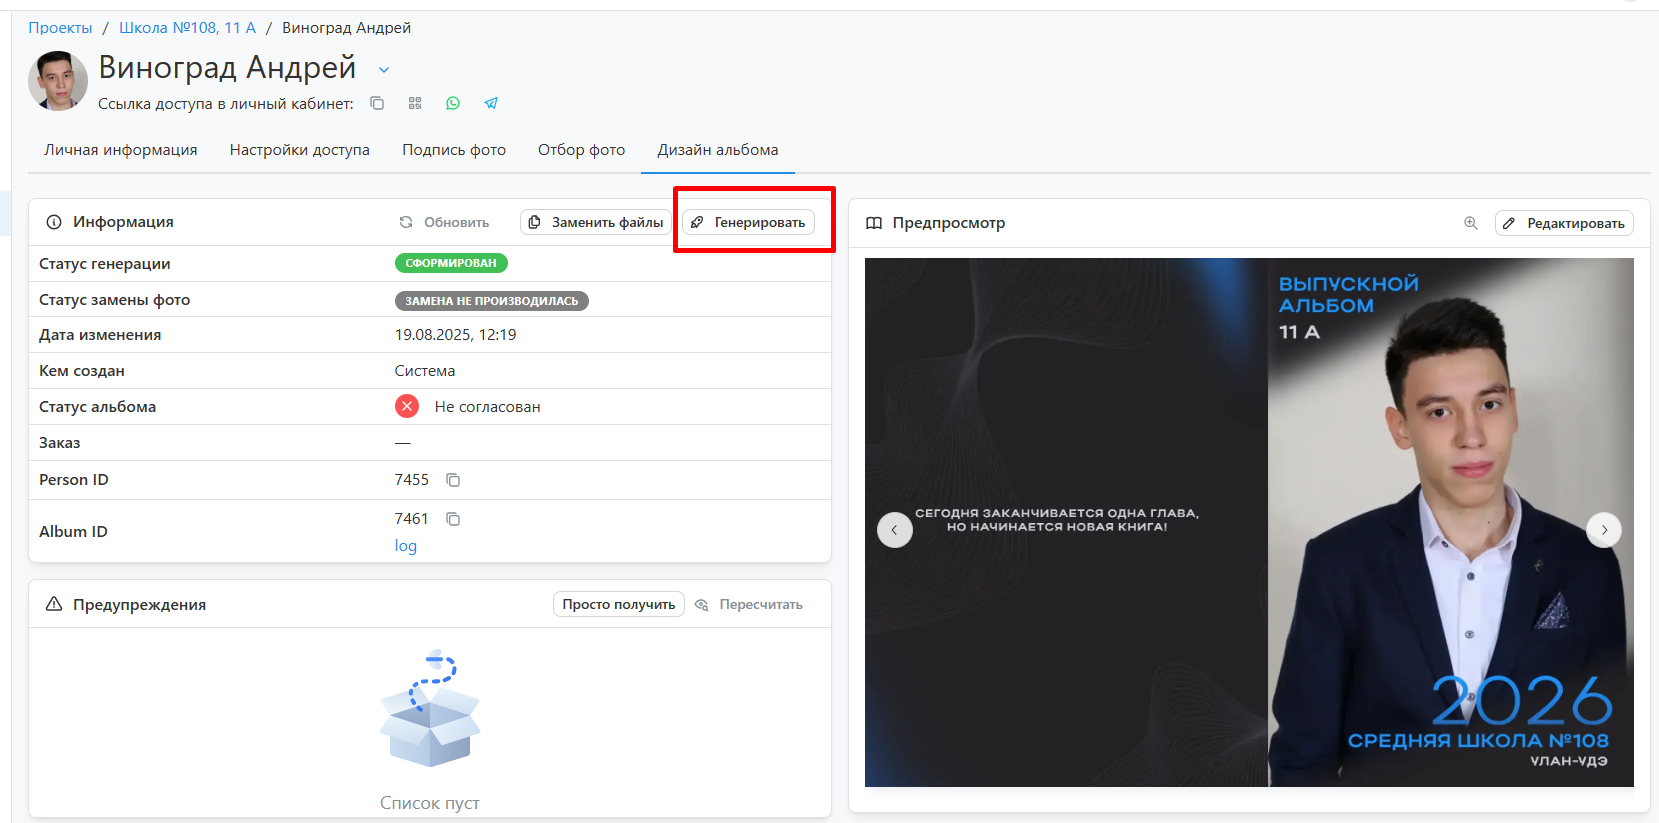 Проекты / Школа №108, 11 А / Виноград Андрей
Виноград Андрей
Ссылка доступа в личный кабинет:
Личная информация Настройки доступа Подпись фото Отбор фото Дизайн альбома
Информация Обновить Заменить файлы Генерировать
Статус генерации СФОРМИРОВАН
Статус замены фото ЗАМЕНА НЕ ПРОИЗВОДИЛАСЬ
Дата изменения 19.08.2025, 12:19
Кем создан Система
Статус альбома Не согласован
Заказ —
Person ID 7455
Album ID 7461
log
Предупреждения Просто получить Пересчитать
Список пуст
Предпросмотр Редактировать
ВЫПУСКНОЙ
АЛЬБОМ
11 А
СЕГОДНЯ ЗАКАНЧИВАЕТСЯ ОДНА ГЛАВА,
НО НАЧИНАЕТСЯ НОВАЯ КНИГА!
2026
СРЕДНЯЯ ШКОЛА №108
УЛАН-УДЭ